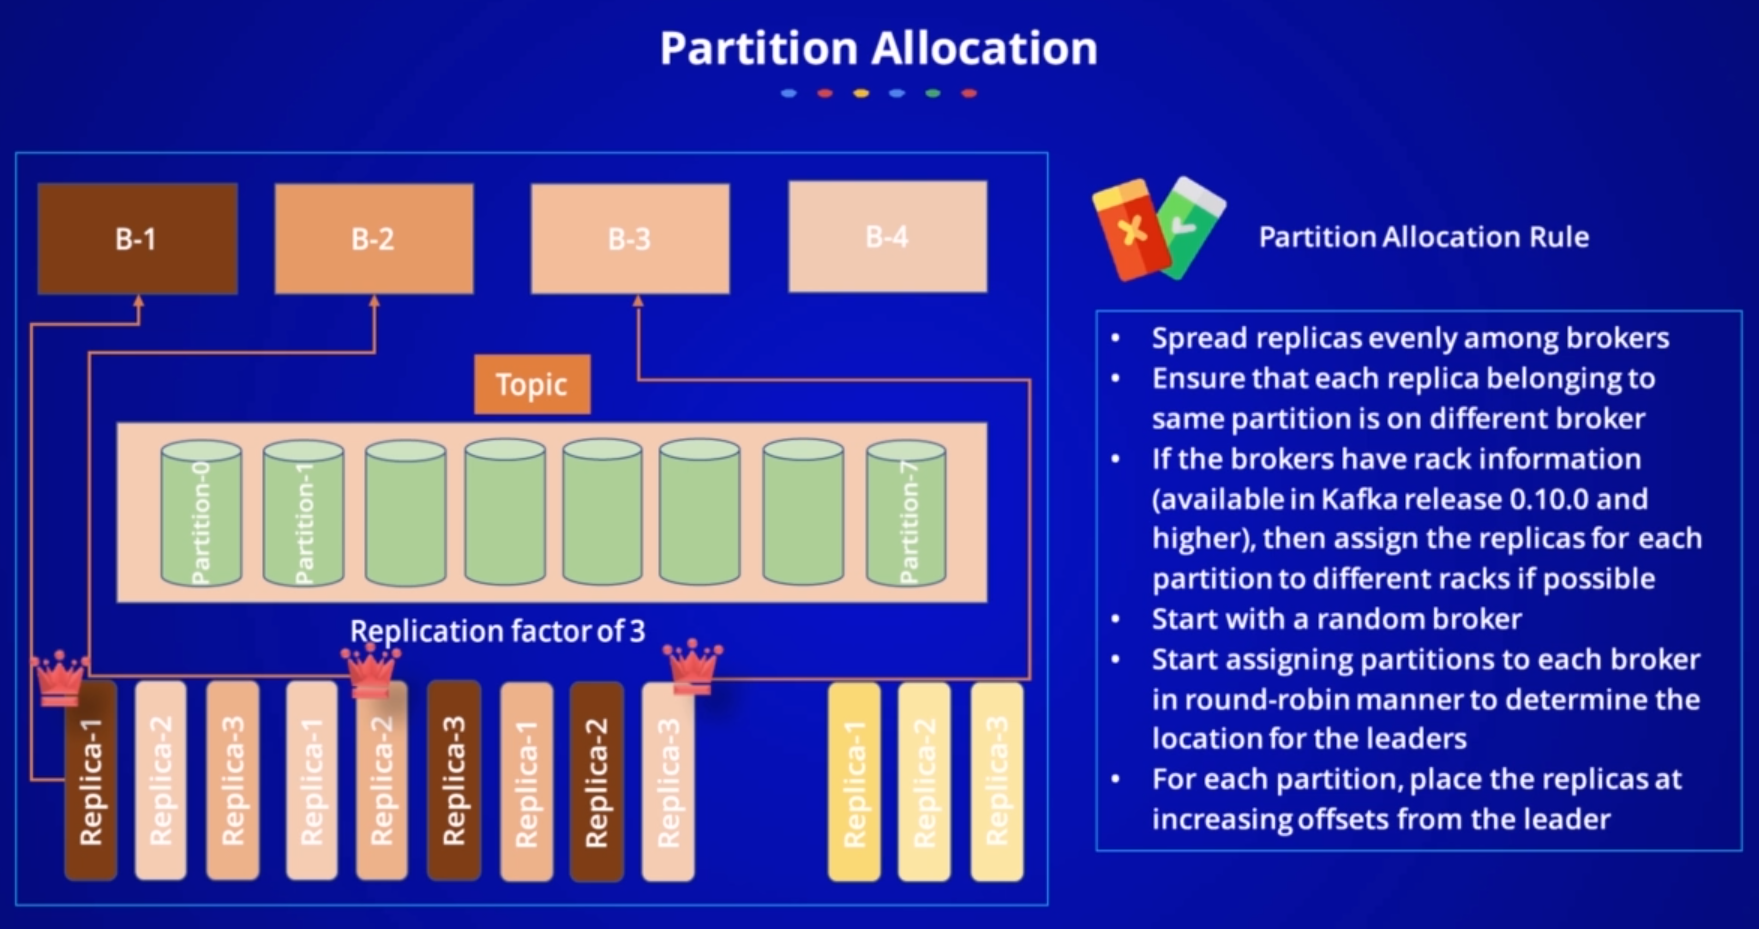 Partition Allocation
B-1
B-2
B-3
B-4
Topic
Partition-0
Partition-1
Partition-7
Replication factor of 3
Replica-1
Replica-2
Replica-3
Replica-1
Replica-2
Replica-3
Replica-1
Replica-2
Replica-3
Replica-1
Replica-2
Replica-3
Partition Allocation Rule
• Spread replicas evenly among brokers
• Ensure that each replica belonging to
same partition is on different broker
• If the brokers have rack information
(available in Kafka release 0.10.0 and
higher), then assign the replicas for each
partition to different racks if possible
• Start with a random broker
• Start assigning partitions to each broker
in round-robin manner to determine the
location for the leaders
• For each partition, place the replicas at
increasing offsets from the leader